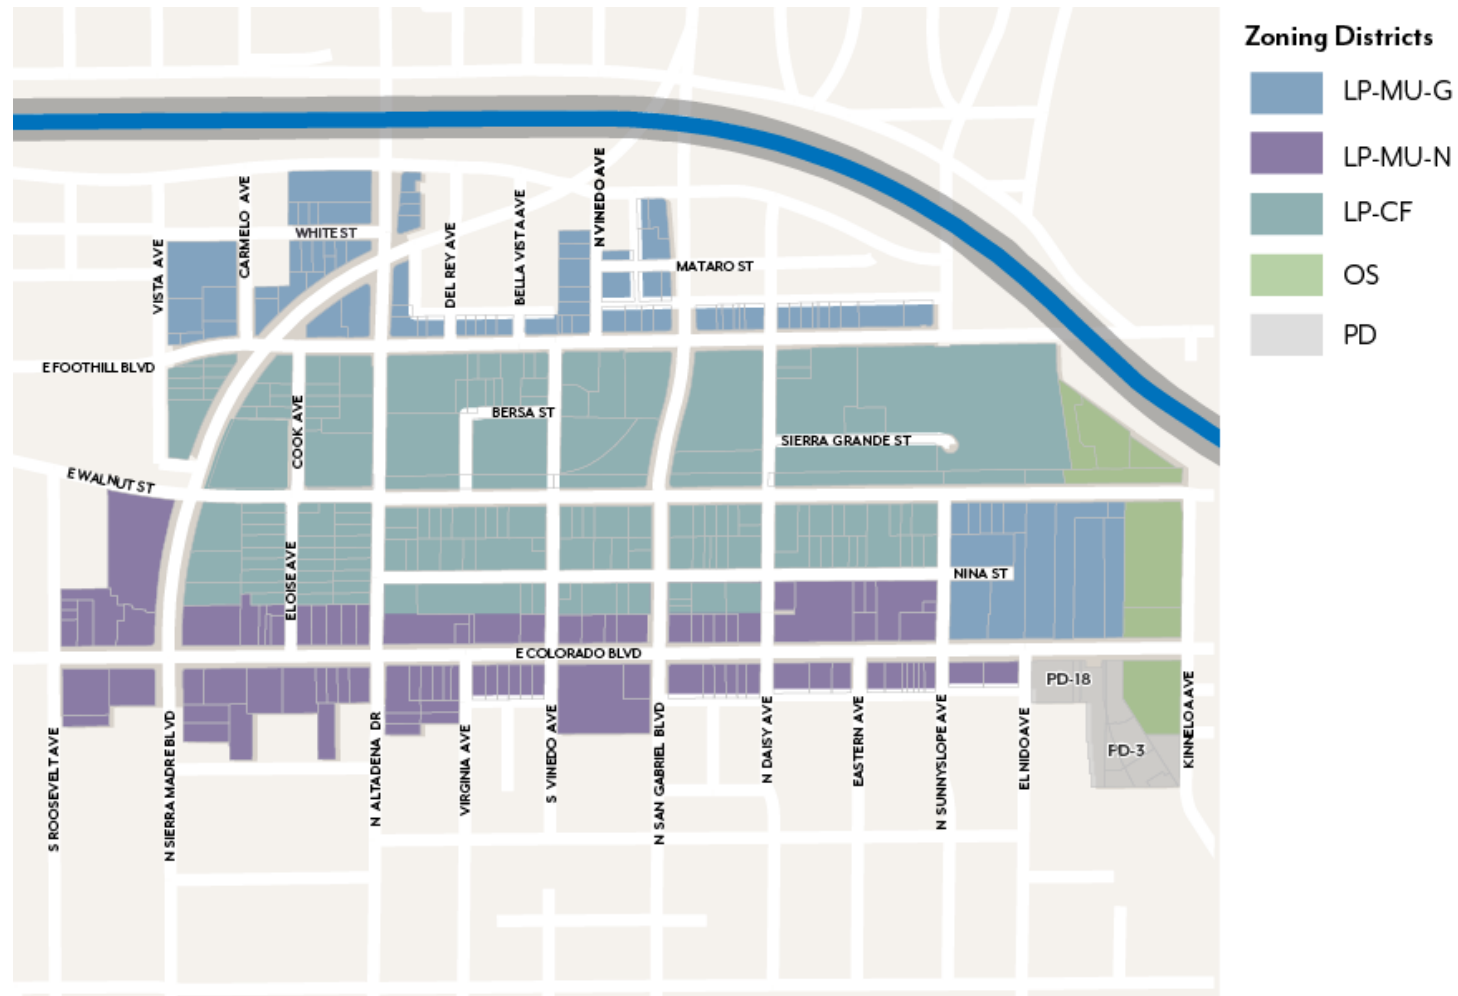 Zoning Districts
LP-MU-G
LP-MU-N
LP-CF
OS
PD
N VINEDO AVE
CARMELO AVE
BELLA VISTA AVE
DEL REY AVE
WHITE ST
VISTA AVE
MATARO ST
E FOOTHILL BLVD
BERSA ST
COOK AVE
SIERRA GRANDE ST
E WALNUT ST
ELOISE AVE
NINA ST
E COLORADO BLVD
PD-18
KINNELOA AVE
PD-3
S ROOSEVELT AVE
N SIERRA MADRE BLVD
N ALTADENA DR
VIRGINIA AVE
S VINEDO AVE
N SAN GABRIEL BLVD
N DAISY AVE
EASTERN AVE
N SUNNYSLOPE AVE
EL NIDO AVE